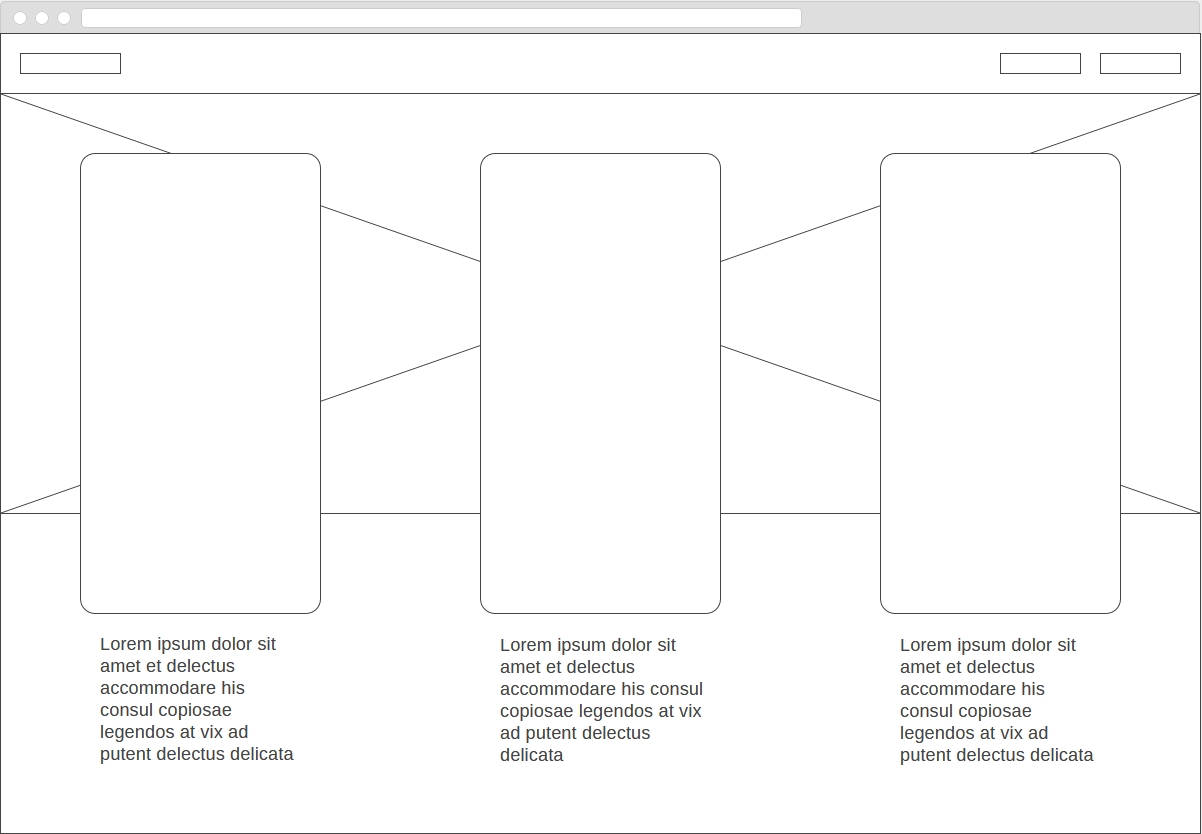 Lorem ipsum dolor sit
amet et delectus
accommodare his
consul copiosae
legendos at vix ad
putent delectus delicata
Lorem ipsum dolor sit
amet et delectus
accommodare his consul
copiosae legendos at vix
ad putent delectus
delicata
Lorem ipsum dolor sit
amet et delectus
accommodare his
consul copiosae
legendos at vix ad
putent delectus delicata